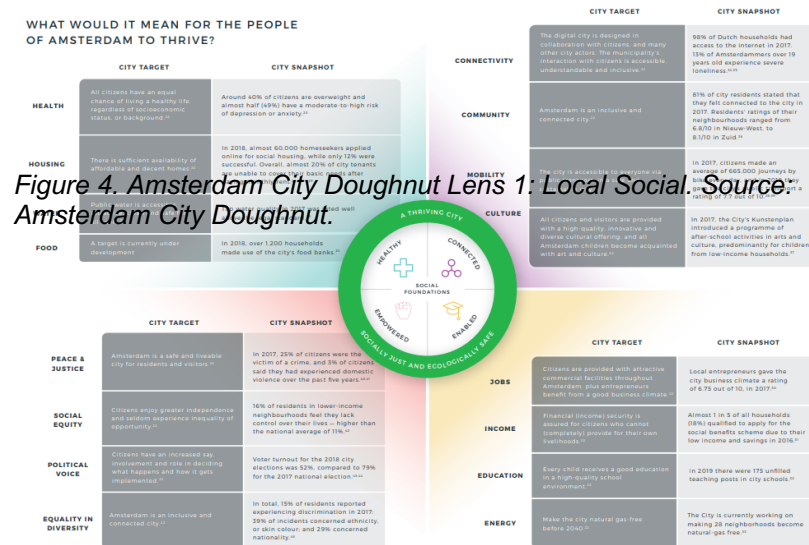 WHAT WOULD IT MEAN FOR THE PEOPLE
OF AMSTERDAM TO THRIVE?
CITY TARGET
CITY SNAPSHOT
HEALTH
All citizens have an equal
chance of living a healthy life,
regardless of socioeconomic
status, or background.
Around 40% of citizens are overweight and
almost half (49%) have a moderate-to-high risk
of depression or anxiety.
HOUSING
There is sufficient availability of
affordable and decent homes.
In 2018, almost 60,000 homeseekers applied
online for social housing, while only 12% were
successful. Overall, almost 20% of city tenants
are unable to cover their basic needs after
Figure 4. Amsterdam City Doughnut Lens 1: Local Social. Source:
Amsterdam City Doughnut.
FOOD
A target is currently under
development
In 2018, over 1,200 households
made use of the city's food banks.
CITY TARGET
CITY SNAPSHOT
CONNECTIVITY
The digital city is designed in
collaboration with citizens, and many
other city actors. The municipality's
interaction with citizens is accessible,
understandable and inclusive.
98% of Dutch households had
access to the internet in 2017.
13% of Amsterdammers over 19
years old experience severe
loneliness.
COMMUNITY
Amsterdam is an inclusive and
connected city.
81% of city residents stated that
they felt connected to the city in
2017. Residents' ratings of their
neighbourhoods ranged from
6.8/10 in Nieuw-West, to
8.1/10 in Zuid.
MOBILITY
The city is accessible to everyone via
In 2017, citizens made an
average of 665,000 journeys by
rating of 7.7 out of 10.
CULTURE
All citizens and visitors are provided
with a high-quality, innovative and
diverse cultural offering; and all
Amsterdam children become acquainted
with art and culture.
In 2017, the City's Kunstenplan
introduced a programme of
after-school activities in arts and
culture, predominantly for children
from low-income households.
A THRIVING CITY
HEALTHY
CONNECTED
SOCIAL
FOUNDATIONS
EMPOWERED
ENABLED
SOCIALLY JUST AND ECOLOGICALLY SAFE
CITY TARGET
CITY SNAPSHOT
PEACE &
JUSTICE
Amsterdam is a safe and liveable
city for residents and visitors.
In 2017, 25% of citizens were the
victim of a crime, and 3% of citizens
said they had experienced domestic
violence over the past five years.
SOCIAL
EQUITY
Citizens enjoy greater independence
and seldom experience inequality of
opportunity.
16% of residents in lower-income
neighbourhoods feel they lack
control over their lives – higher than
the national average of 11%.
POLITICAL
VOICE
Citizens have an increased say,
involvement and role in deciding
what happens and how it gets
implemented.
Voter turnout for the 2018 city
elections was 52%, compared to 79%
for the 2017 national election.
EQUALITY IN
DIVERSITY
Amsterdam is an inclusive and
connected city.
In total, 15% of residents reported
experiencing discrimination in 2017:
39% of incidents concerned ethnicity,
or skin colour; and 29% concerned
nationality.
CITY TARGET
CITY SNAPSHOT
JOBS
Citizens are provided with attractive
commercial facilities throughout
Amsterdam, plus entrepreneurs
benefit from a good business climate.
Local entrepreneurs gave the
city business climate a rating
of 6.75 out of 10, in 2017.
INCOME
Financial (income) security is
assured for citizens who cannot
(completely) provide for their own
livelihoods.
Almost 1 in 5 of all households
(18%) qualified to apply for the
social benefits scheme due to their
low income and savings in 2016.
EDUCATION
Every child receives a good education
in a high-quality school
environment.
In 2019 there were 175 unfilled
teaching posts in city schools.
ENERGY
Make the city natural gas-free
before 2040.
The City is currently working on
making 28 neighborhoods become
natural-gas free.